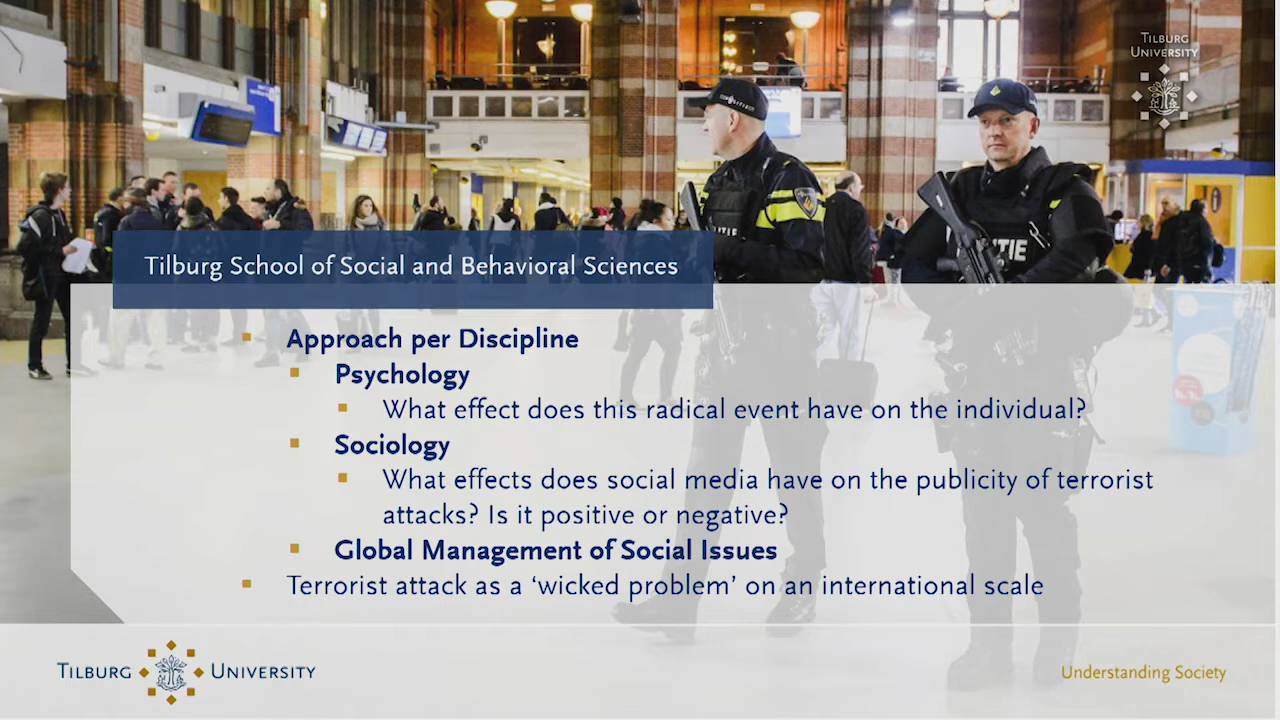 TILBURG
UNIVERSITY
Tilburg School of Social and Behavioral Sciences
Approach per Discipline
Psychology
What effect does this radical event have on the individual?
Sociology
What effects does social media have on the publicity of terrorist
attacks? Is it positive or negative?
Global Management of Social Issues
Terrorist attack as a ‘wicked problem’ on an international scale
TILBURG UNIVERSITY
Understanding Society